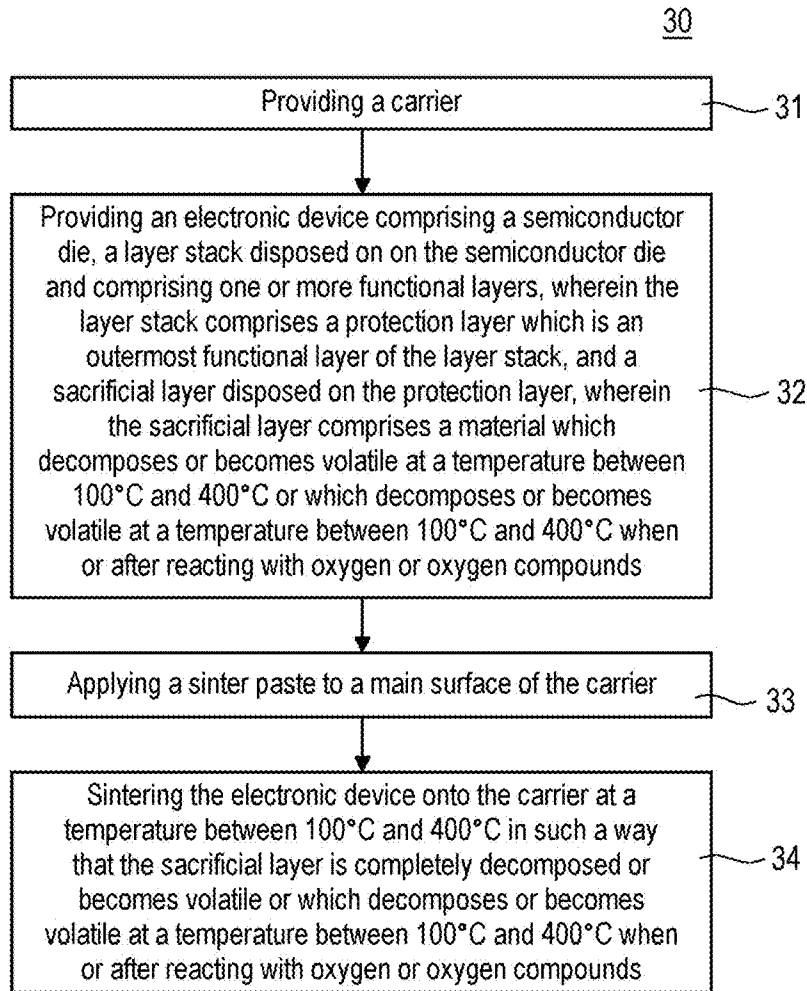 30
Providing a carrier
31
Providing an electronic device comprising a semiconductor
die, a layer stack disposed on on the semiconductor die
and comprising one or more functional layers, wherein the
layer stack comprises a protection layer which is an
outermost functional layer of the layer stack, and a
sacrificial layer disposed on the protection layer, wherein
the sacrificial layer comprises a material which
decomposes or becomes volatile at a temperature between
100°C and 400°C or which decomposes or becomes
volatile at a temperature between 100°C and 400°C when
or after reacting with oxygen or oxygen compounds
32
Applying a sinter paste to a main surface of the carrier
33
Sintering the electronic device onto the carrier at a
temperature between 100°C and 400°C in such a way
that the sacrificial layer is completely decomposed or
becomes volatile or which decomposes or becomes
volatile at a temperature between 100°C and 400°C when
or after reacting with oxygen or oxygen compounds
34